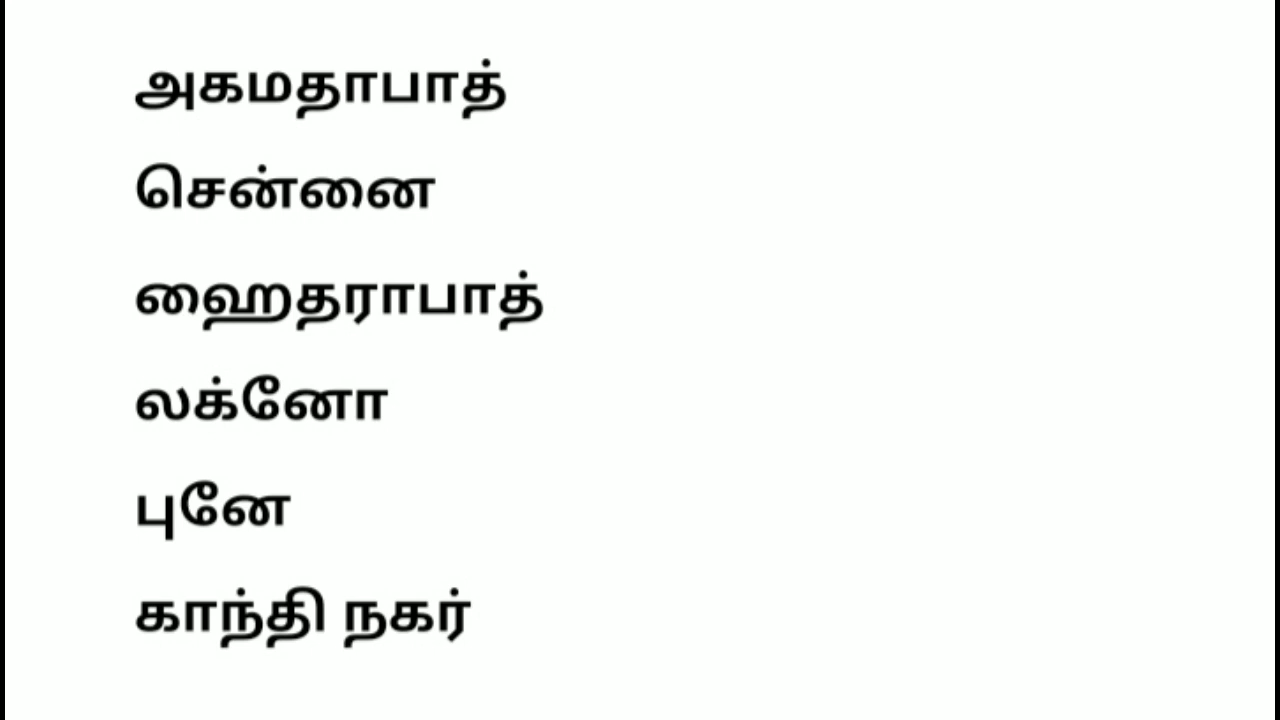 அகமதாபாத்
சென்னை
ஹைதராபாத்
லக்னோ
புனே
காந்தி நகர்